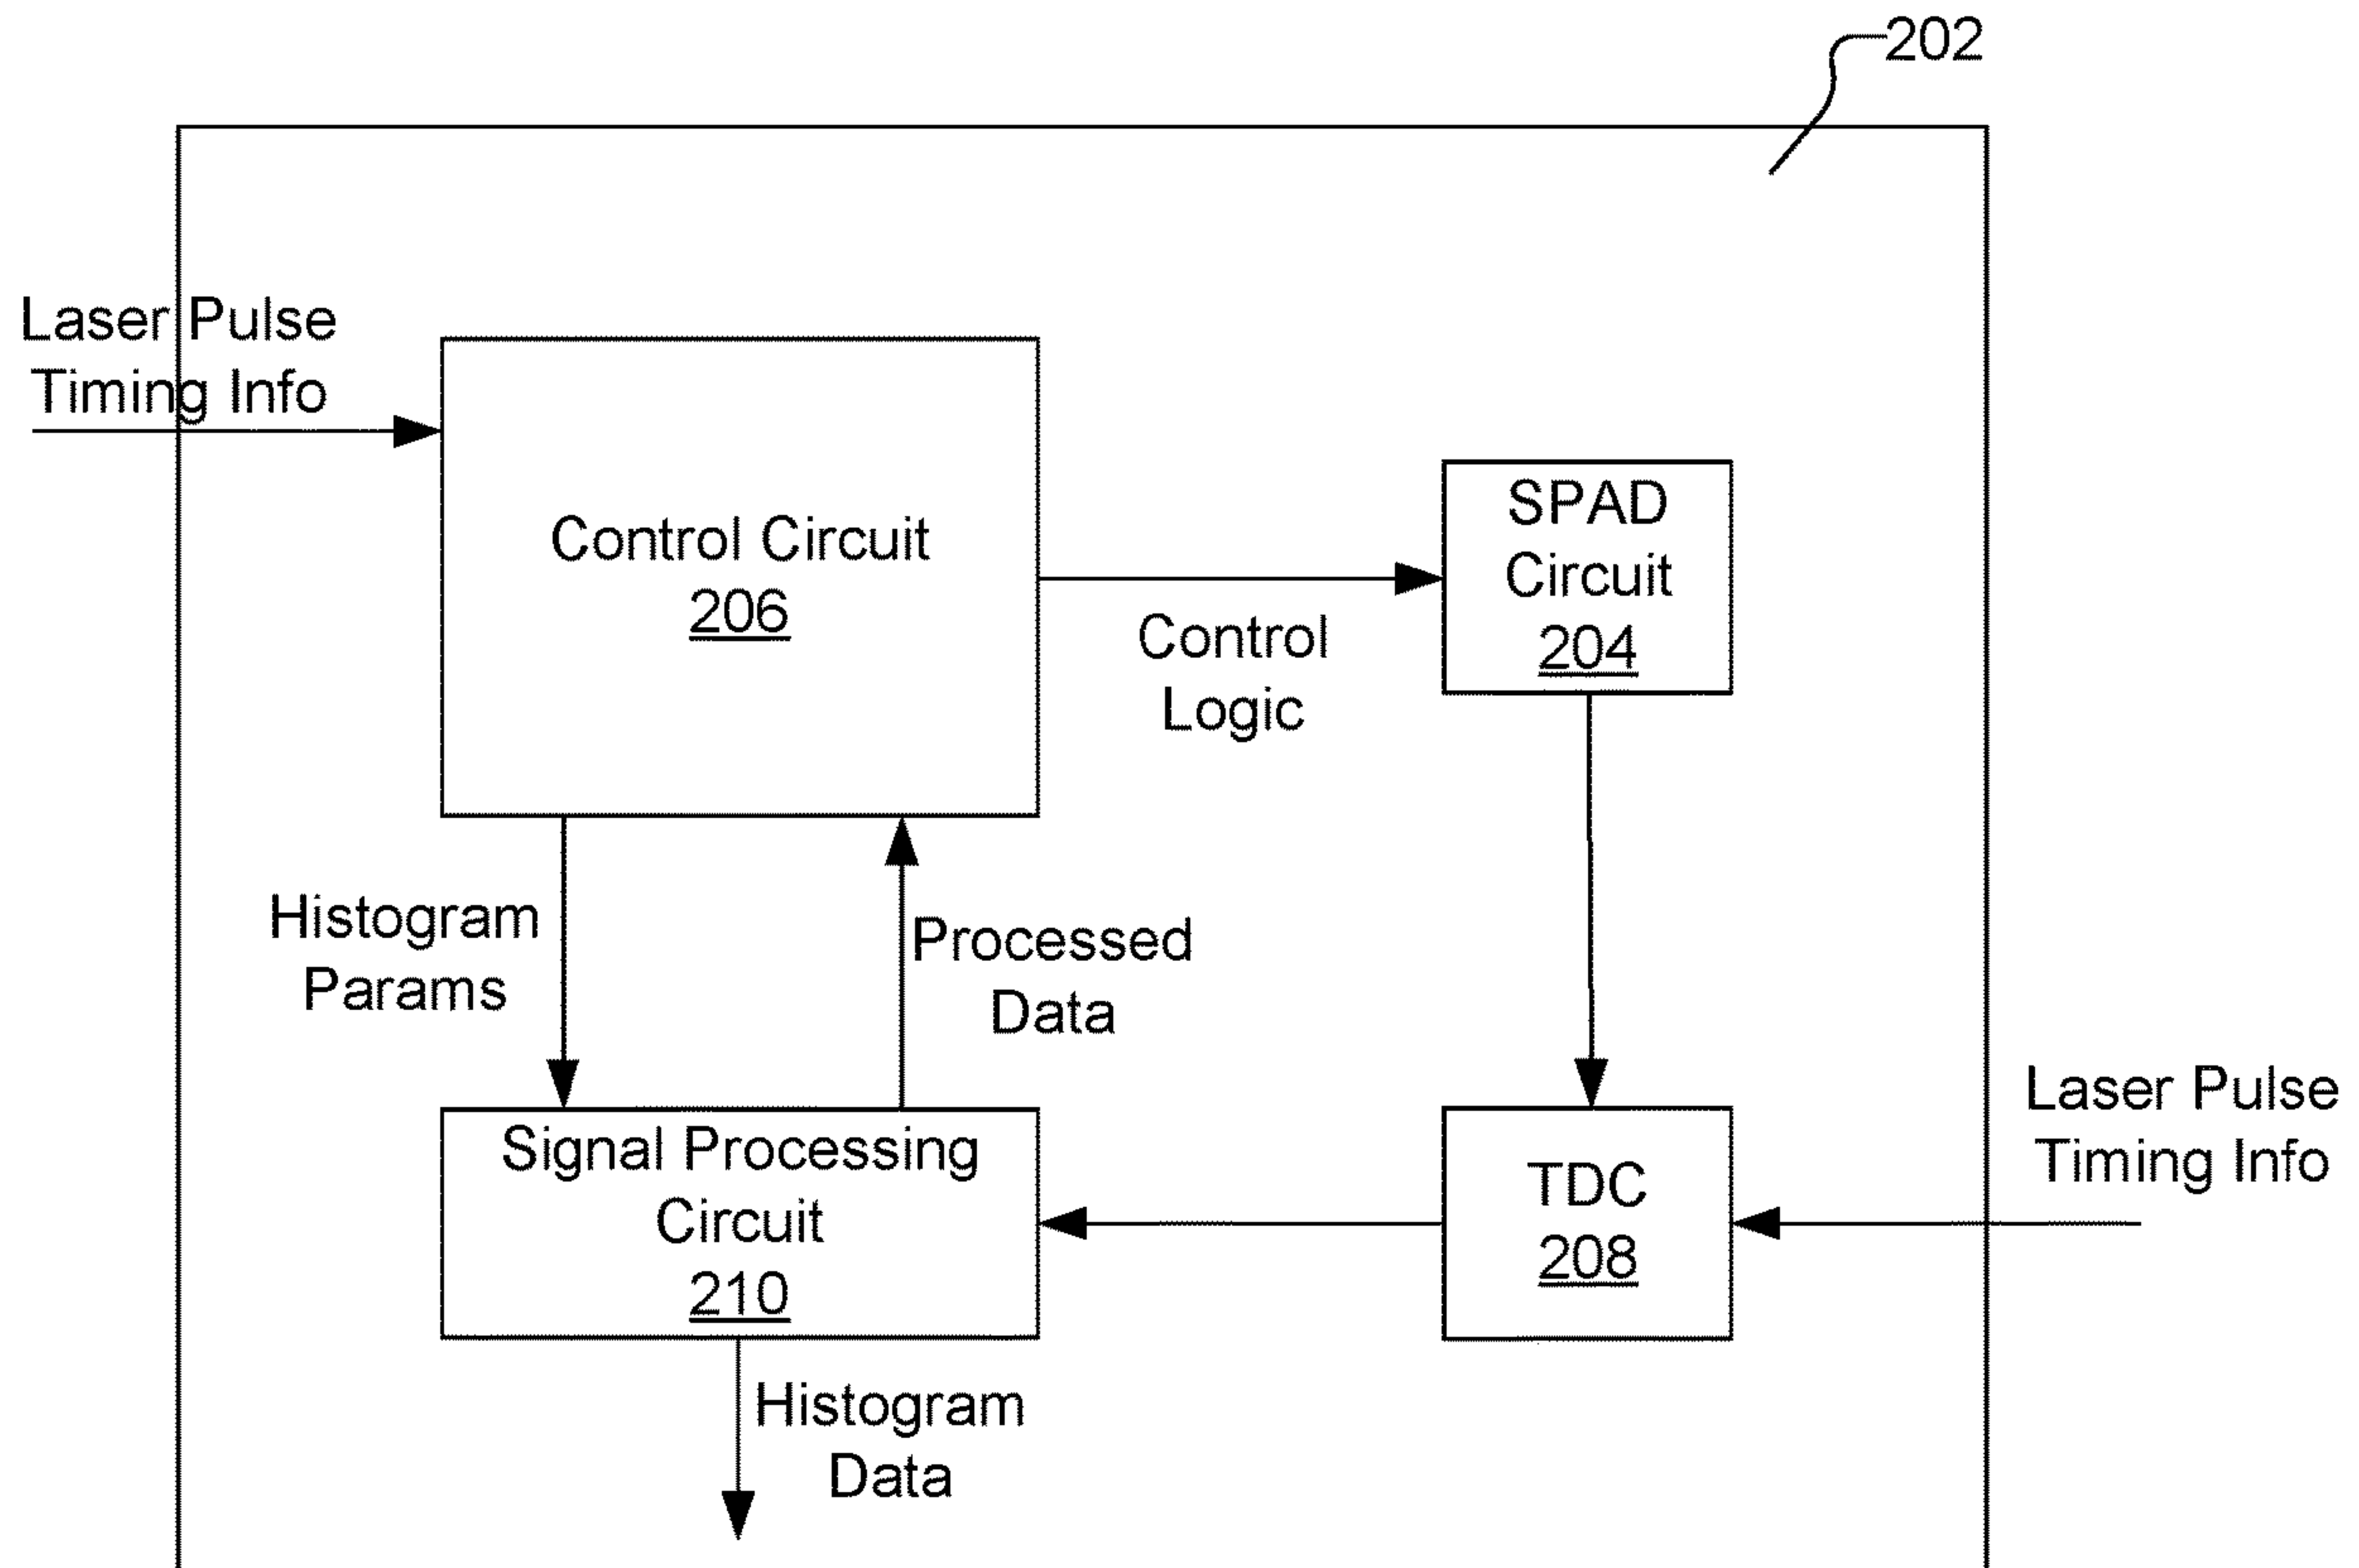 202
Laser Pulse
Timing Info
Control Circuit
206
SPAD
Circuit
204
Control
Logic
Histogram
Params
Processed
Data
Signal Processing
Circuit
210
TDC
208
Laser Pulse
Timing Info
Histogram
Data